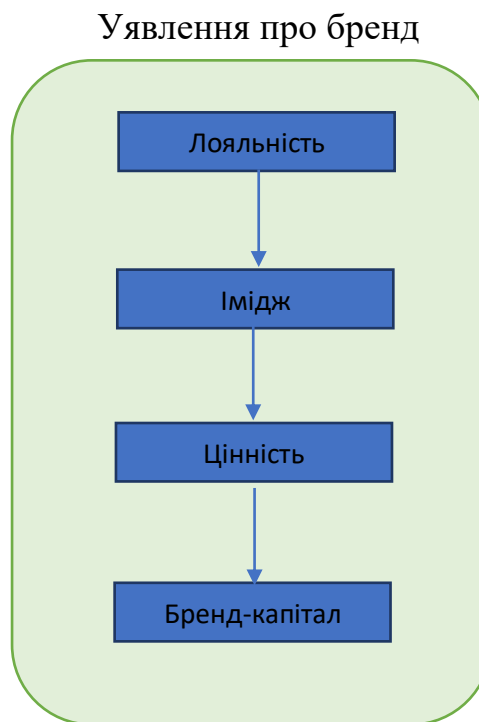 Уявлення про бренд
Лояльність
Імідж
Цінність
Бренд-капітал